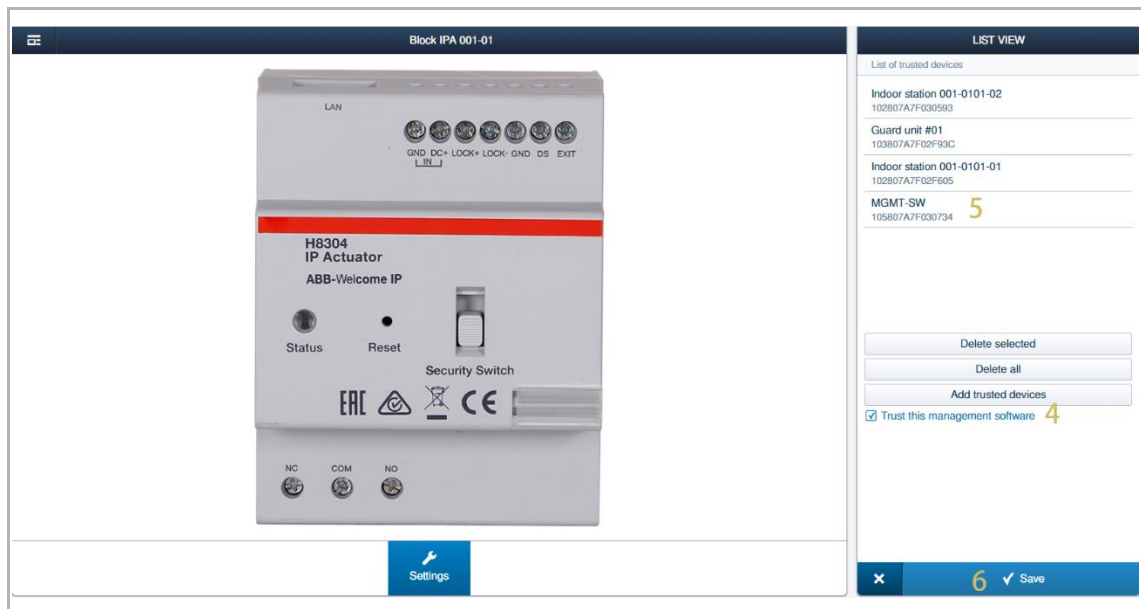 Block IPA 001-01
LAN
GND DC+ LOCK+ LOCK- GND DS EXIT
IN
H8304
IP Actuator
ABB-Welcome IP
Status
Reset
Security Switch
EAC
CE
NC COM NO
Settings
LIST VIEW
List of trusted devices
Indoor station 001-0101-02
102807A7F030593
Guard unit #01
103807A7F02F93C
Indoor station 001-0101-01
102807A7F02F605
MGMT-SW
105807A7F030734
5
Delete selected
Delete all
Add trusted devices
Trust this management software 4
6 Save